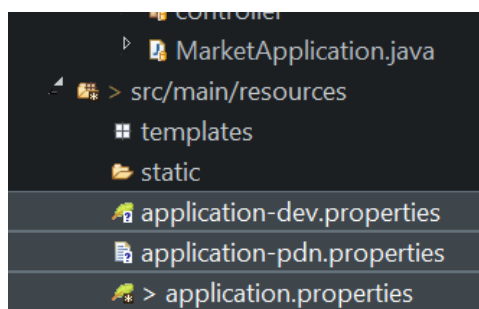 controller
MarketApplication.java
> src/main/resources
templates
static
application-dev.properties
application-pdn.properties
> application.properties